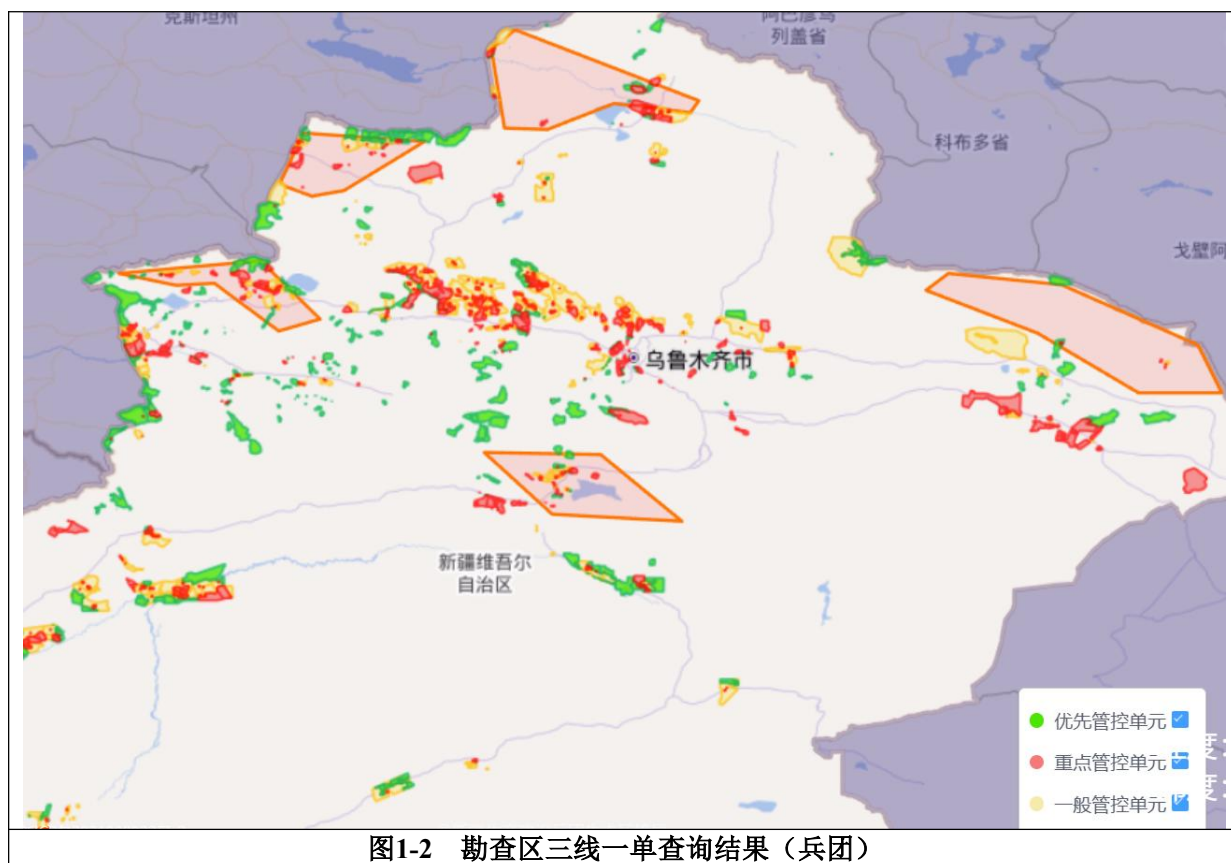 克斯坦州
列盖省
科布多省
戈壁阿
乌鲁木齐市
新疆维吾尔
自治区
优先管控单元
度:
重点管控单元
度:
一般管控单元
图1-2 勘查区三线一单查询结果（兵团）